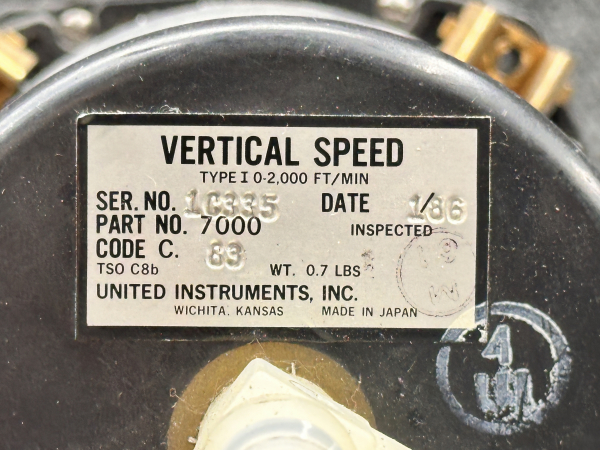 VERTICAL SPEED
TYPE I 0-2,000 FT/MIN
SER. NO. 1C335 DATE /186
PART NO. 7000 INSPECTED
CODE C. 83
TSO C8b WT. 0.7 LBS
UNITED INSTRUMENTS, INC.
WICHITA, KANSAS MADE IN JAPAN